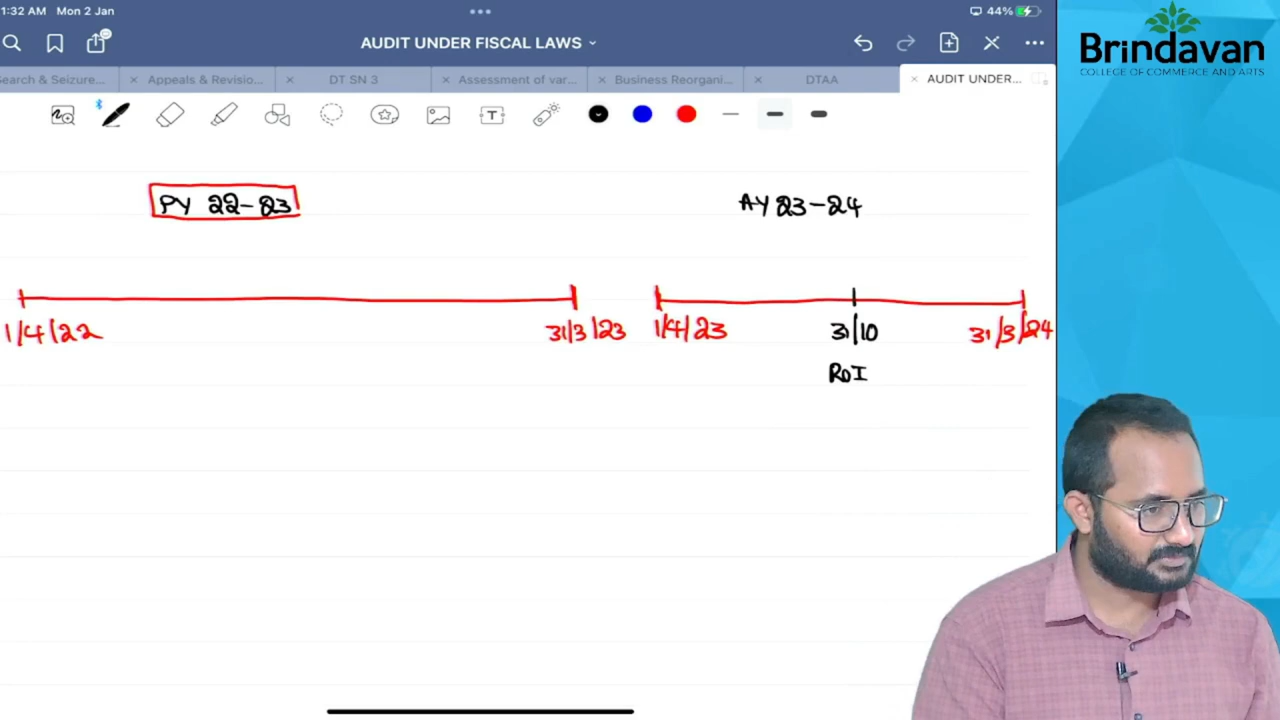 1:32 AM Mon 2 Jan
44%
AUDIT UNDER FISCAL LAWS
earch & Seizure...
Appeals & Revisio...
DT SN 3
Assessment of var...
Business Reorgani...
DTAA
AUDIT UNDER...
T
Brindavan
COLLEGE OF COMMERCE AND ARTS
PY 22-23
AY 23-24
1/4/22
31/3/23
1/4/23
31/10
31/3/24
ROI